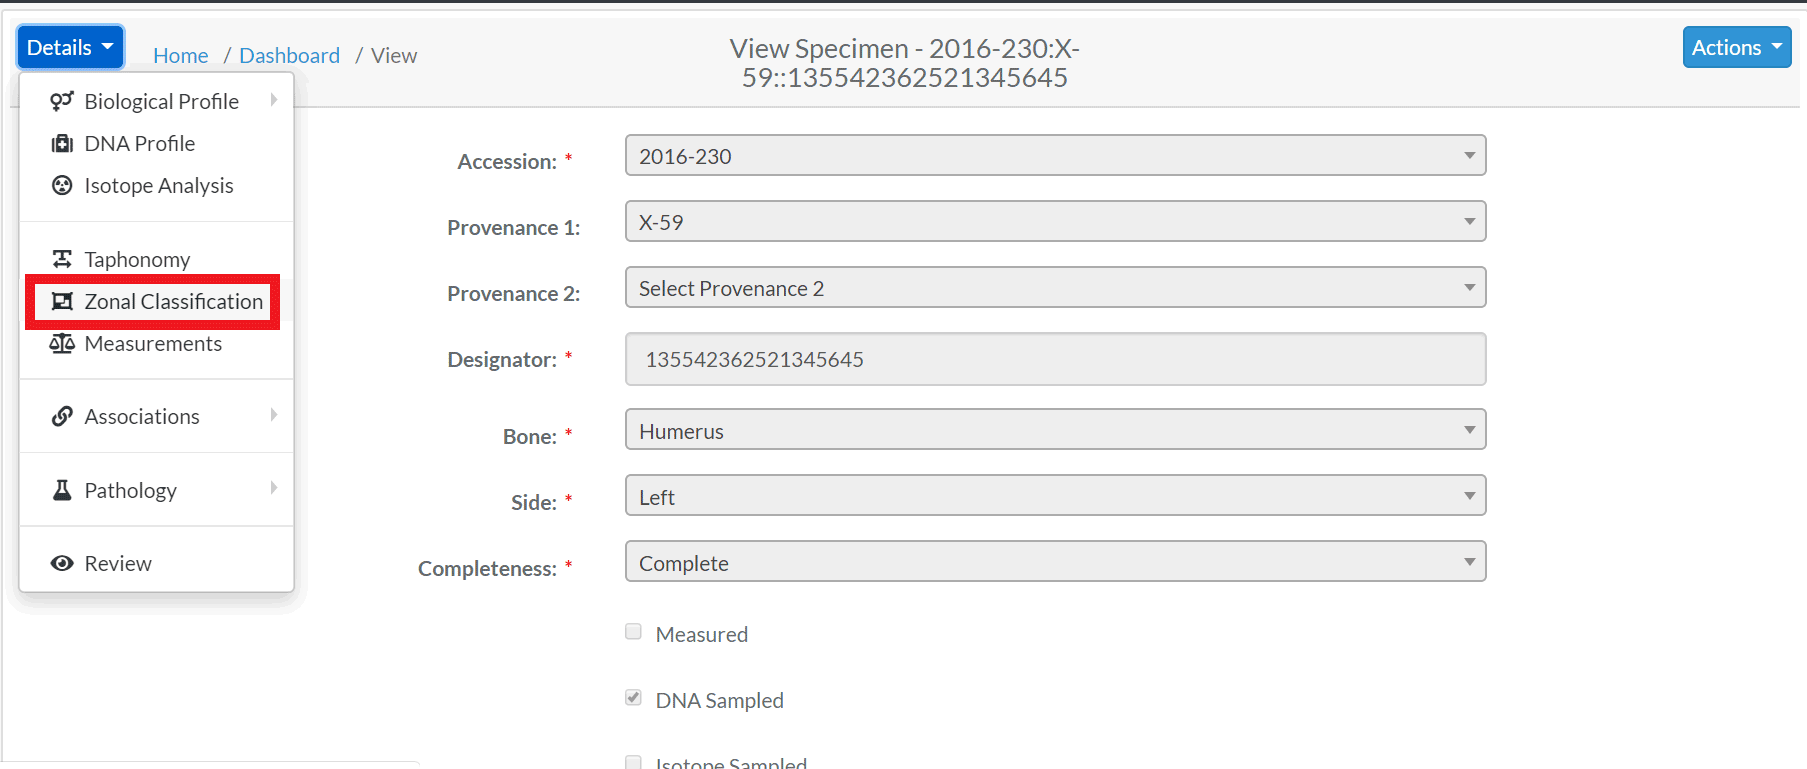 Details
Home / Dashboard / View
View Specimen - 2016-230:X-
59::135542362521345645
Actions
Biological Profile
DNA Profile
Isotope Analysis
Taphonomy
Zonal Classification
Measurements
Associations
Pathology
Review
Accession: *
2016-230
Provenance 1:
X-59
Provenance 2:
Select Provenance 2
Designator: *
135542362521345645
Bone: *
Humerus
Side: *
Left
Completeness: *
Complete
Measured
DNA Sampled
Isotope Sampled